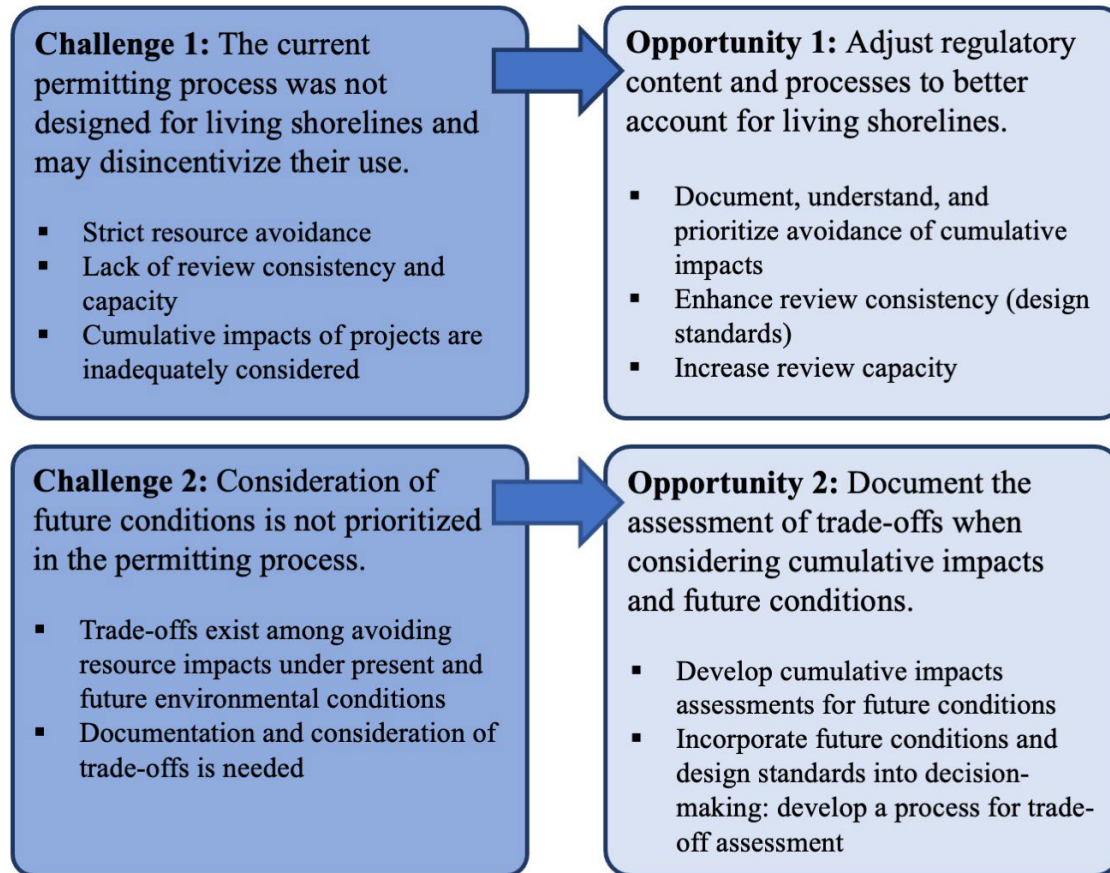 Challenge 1: The current
permitting process was not
designed for living shorelines and
may disincentivize their use.
▪ Strict resource avoidance
▪ Lack of review consistency and
capacity
▪ Cumulative impacts of projects are
inadequately considered
Opportunity 1: Adjust regulatory
content and processes to better
account for living shorelines.
▪ Document, understand, and
prioritize avoidance of cumulative
impacts
▪ Enhance review consistency (design
standards)
▪ Increase review capacity
Challenge 2: Consideration of
future conditions is not prioritized
in the permitting process.
▪ Trade-offs exist among avoiding
resource impacts under present and
future environmental conditions
▪ Documentation and consideration of
trade-offs is needed
Opportunity 2: Document the
assessment of trade-offs when
considering cumulative impacts
and future conditions.
▪ Develop cumulative impacts
assessments for future conditions
▪ Incorporate future conditions and
design standards into decision-
making: develop a process for trade-
off assessment